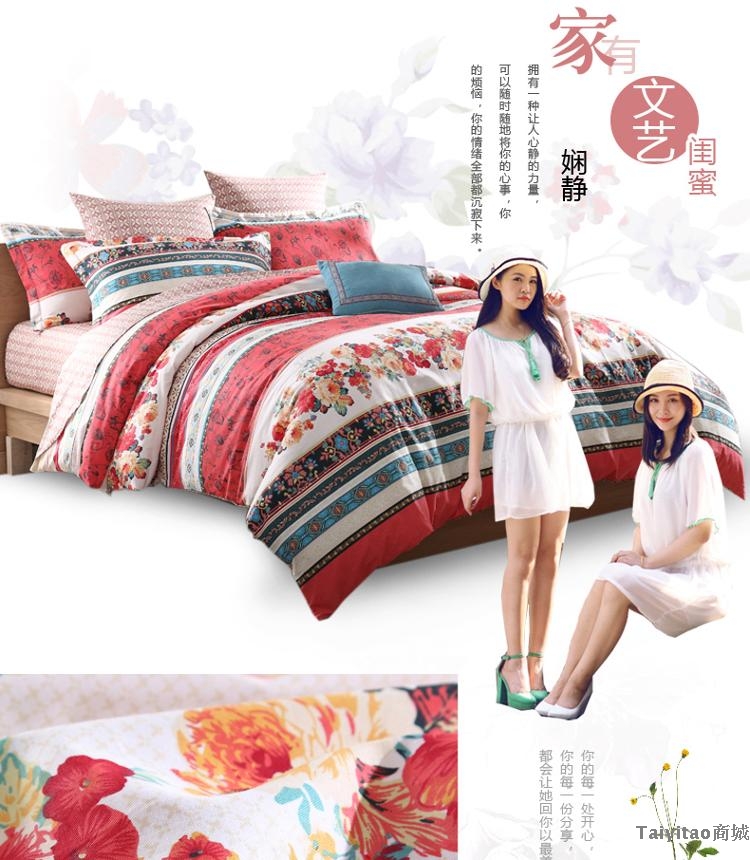 家有
文艺
闺蜜
娴静
拥有一种让人心静的力量，
可以随时随地将你的心事，你
的烦恼，你的情绪全部都沉寂下来。
你的每一处开心，
你的每一份分享，
都会让她回你以最美
Taiyitao商城